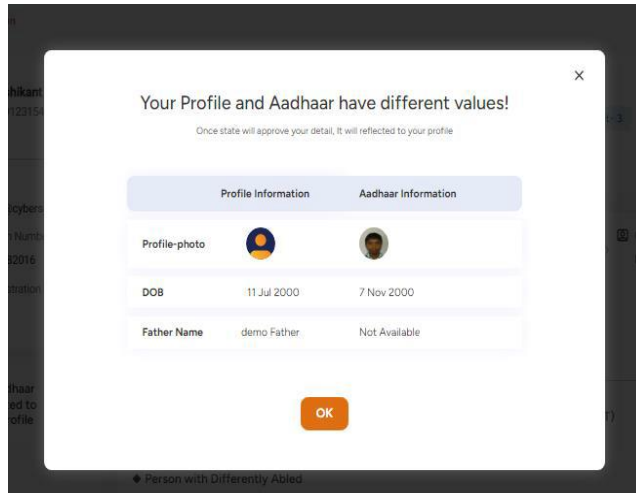 Your Profile and Aadhaar have different values!
Once state will approve your detail, It will reflected to your profile
Profile Information Aadhaar Information
Profile-photo
DOB 11 Jul 2000 7 Nov 2000
Father Name demo Father Not Available
OK
◆ Person with Differently Abled